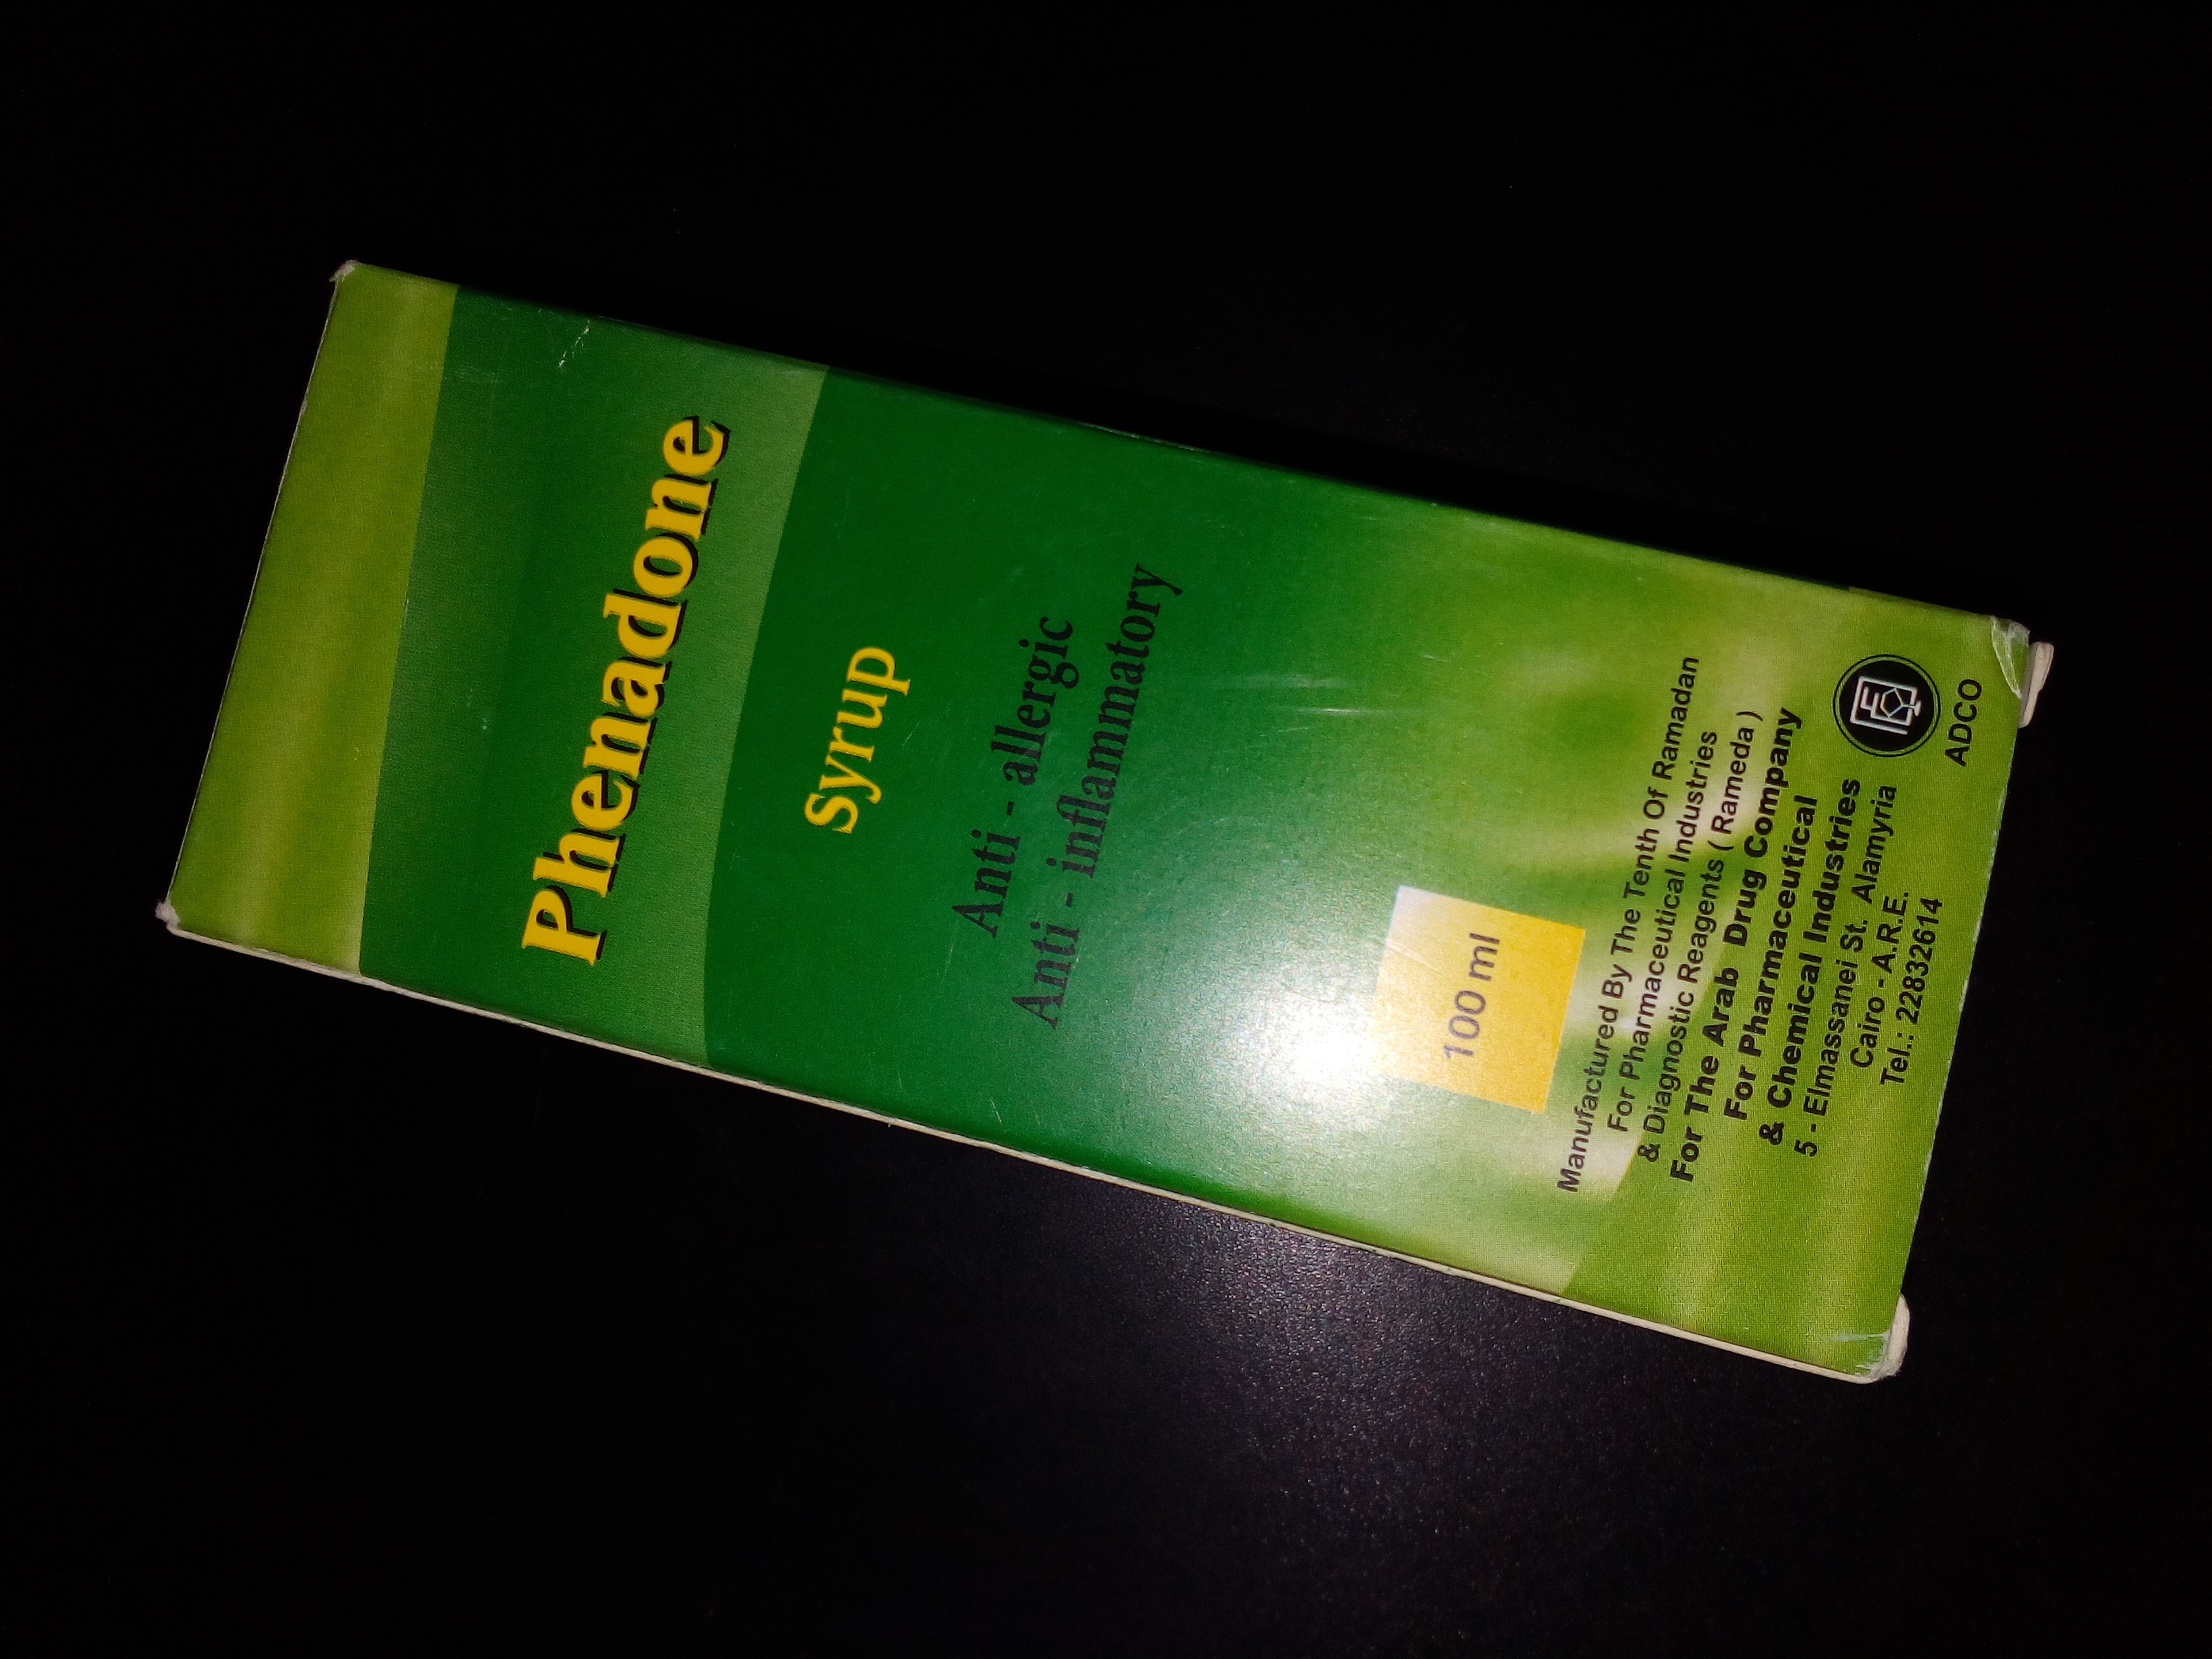 Phenadone
Syrup
Anti - allergic
Anti - inflammatory
100 ml
Manufactured By The Tenth Of Ramadan
For Pharmaceutical Industries
& Diagnostic Reagents ( Rameda )
For The Arab Drug Company
For Pharmaceutical
& Chemical Industries
5 - Elmassanei St. Alamyria
Cairo - A.R.E.
Tel.: 22832614
ADCO